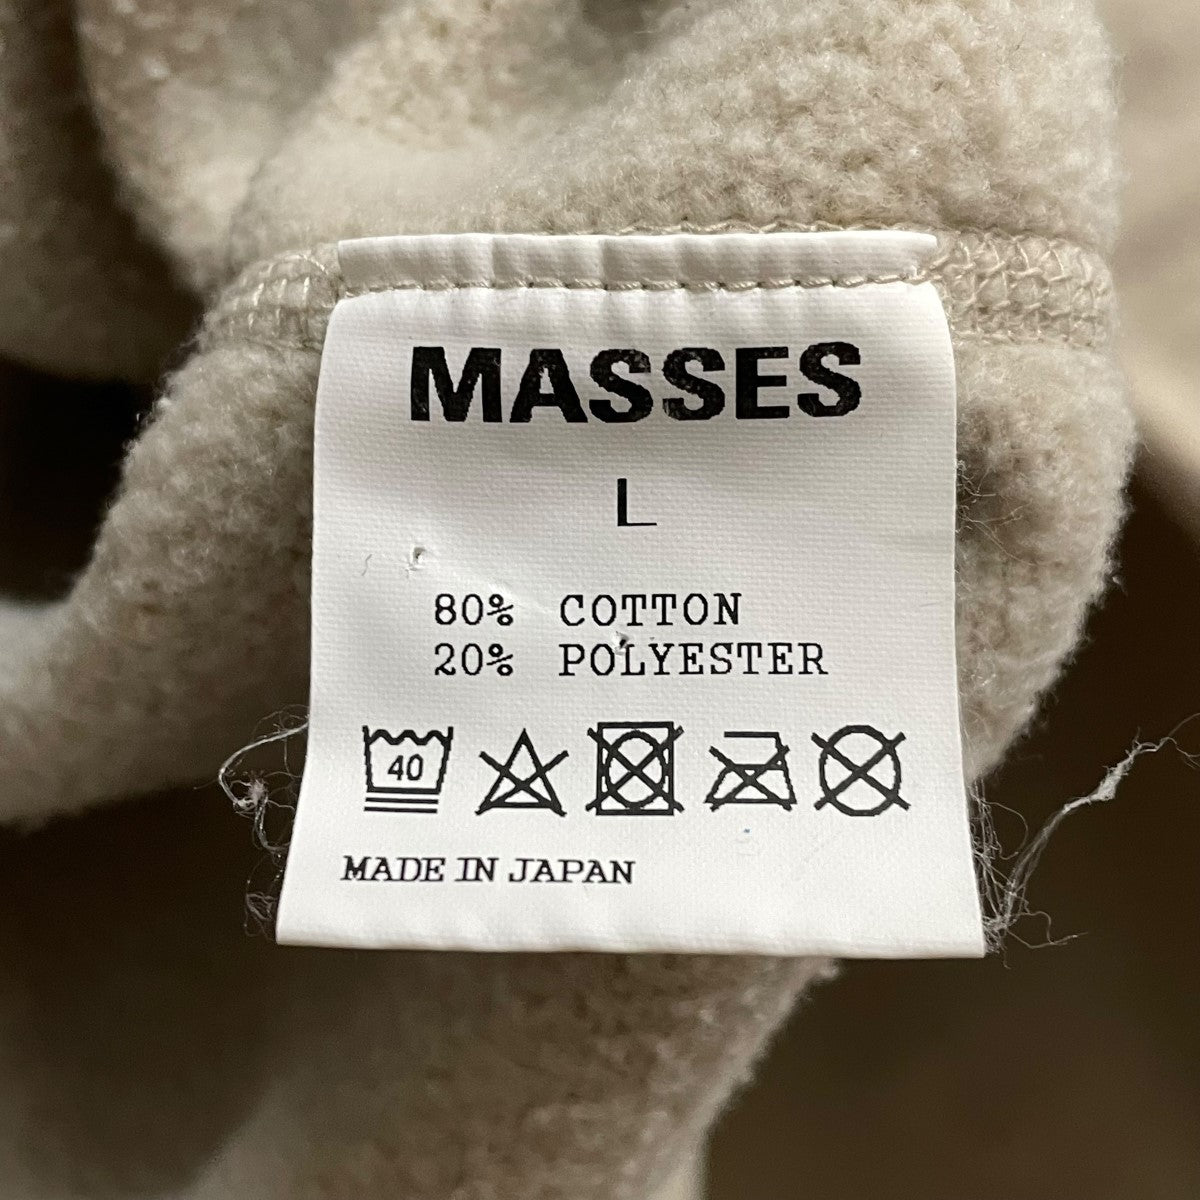 MASSES
L
80% COTTON
20% POLYESTER
40
MADE IN JAPAN